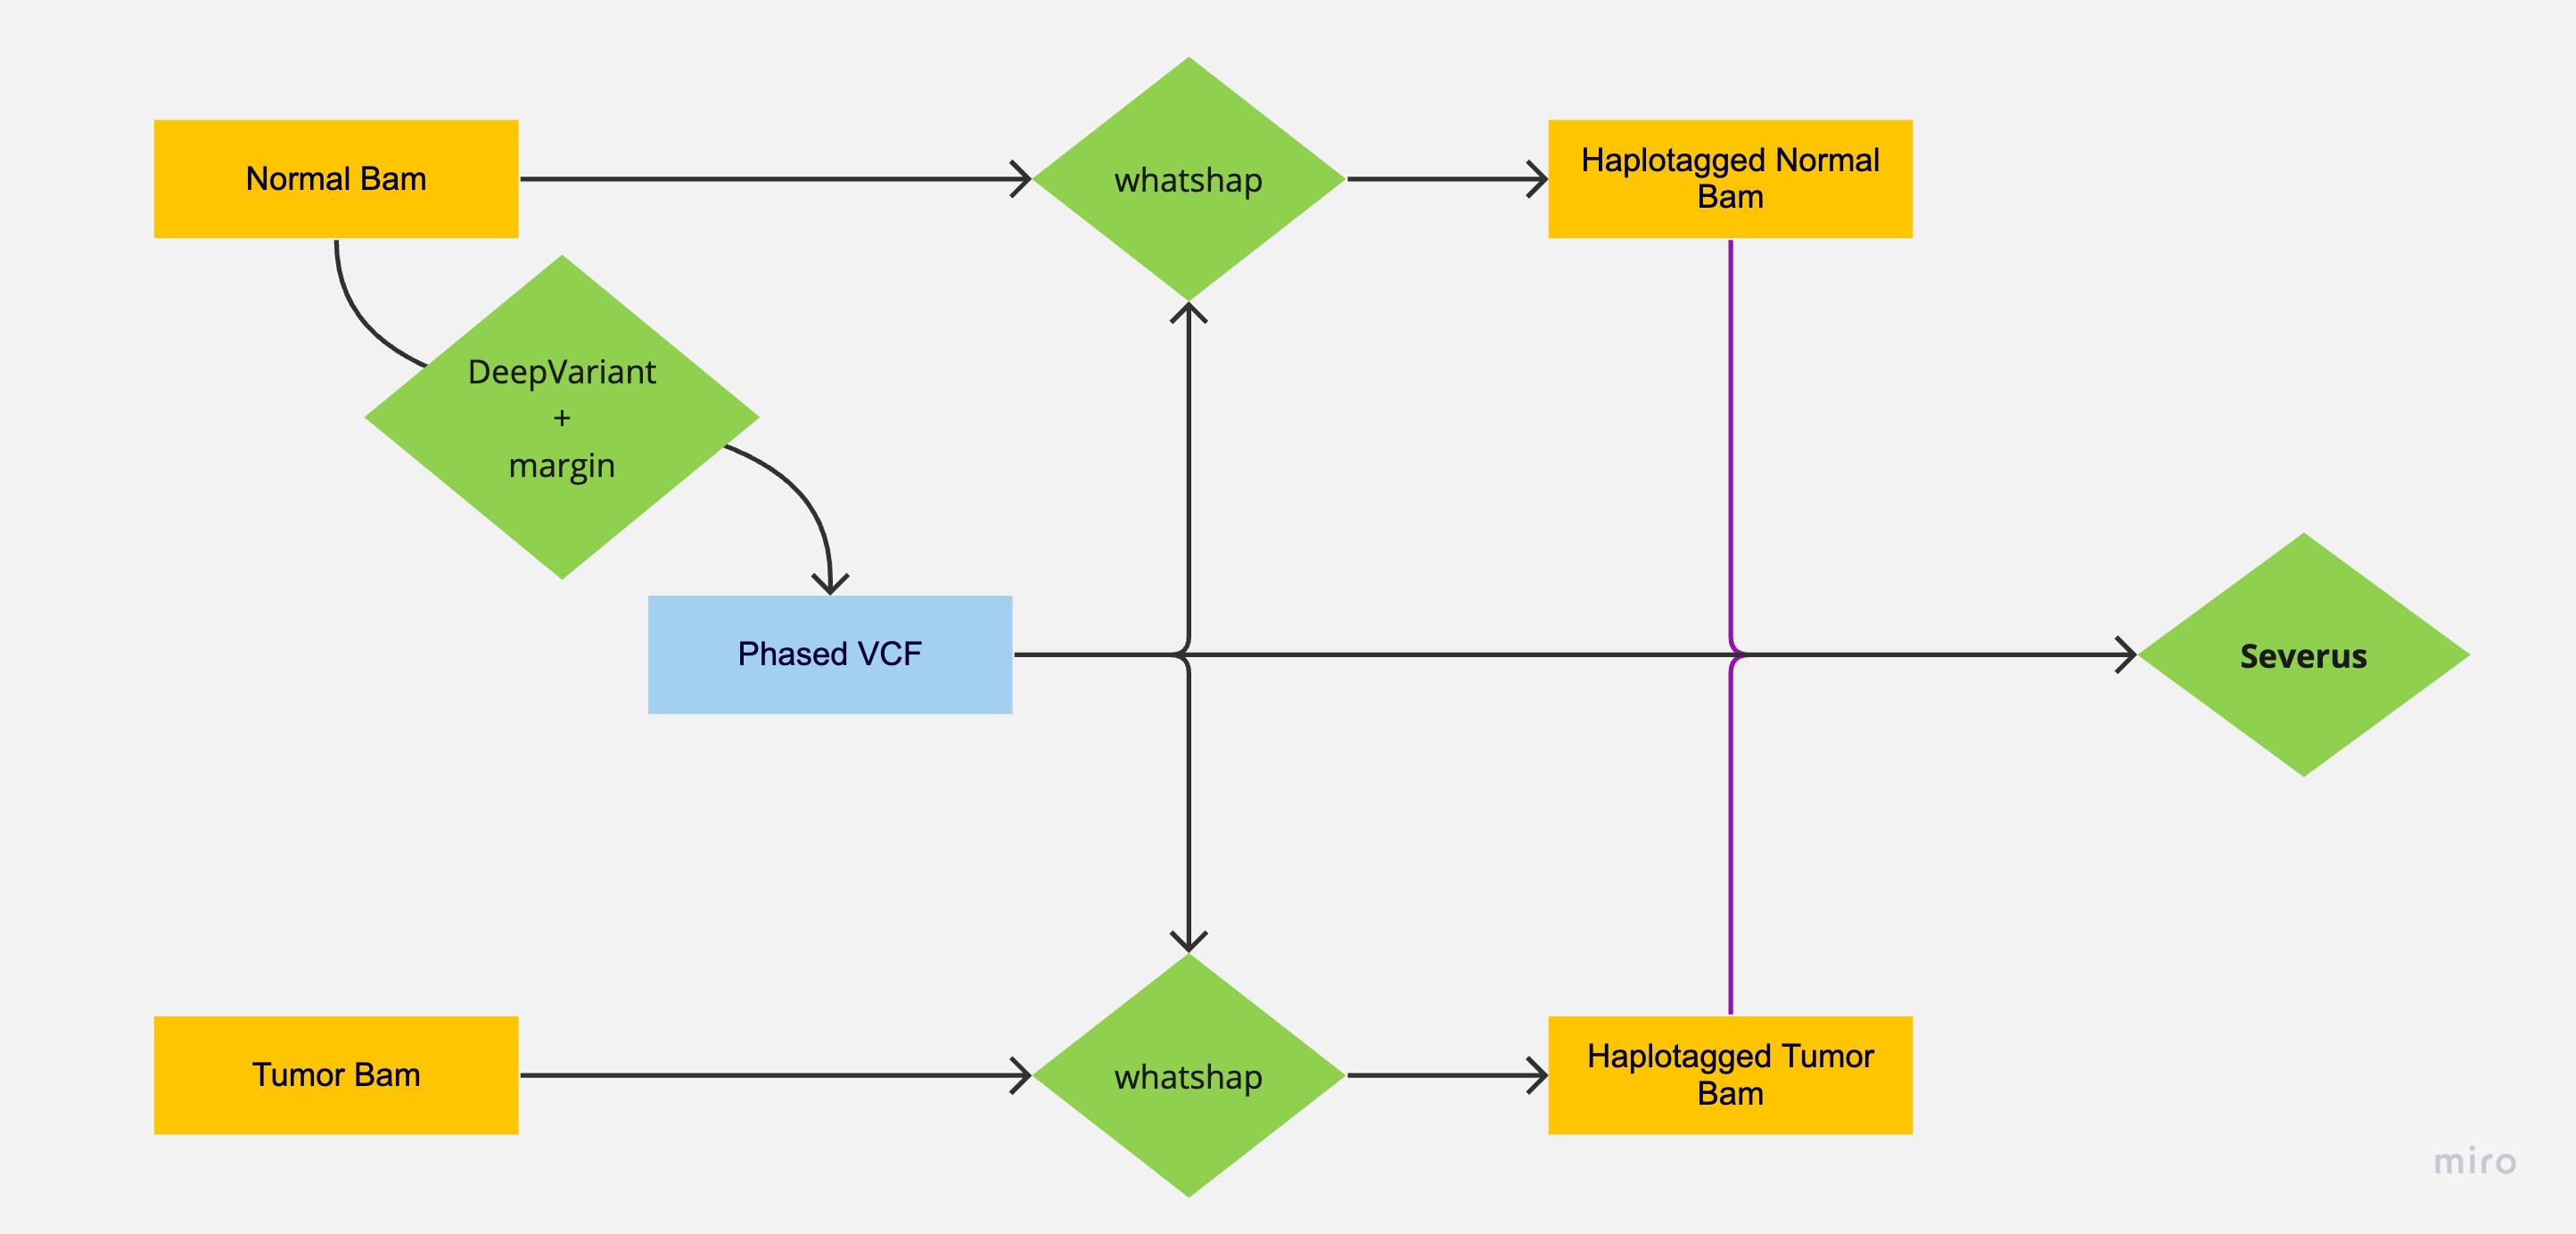 Normal Bam
whatshap
Haplotagged Normal
Bam
DeepVariant
+
margin
Phased VCF
Severus
Tumor Bam
whatshap
Haplotagged Tumor
Bam
miro